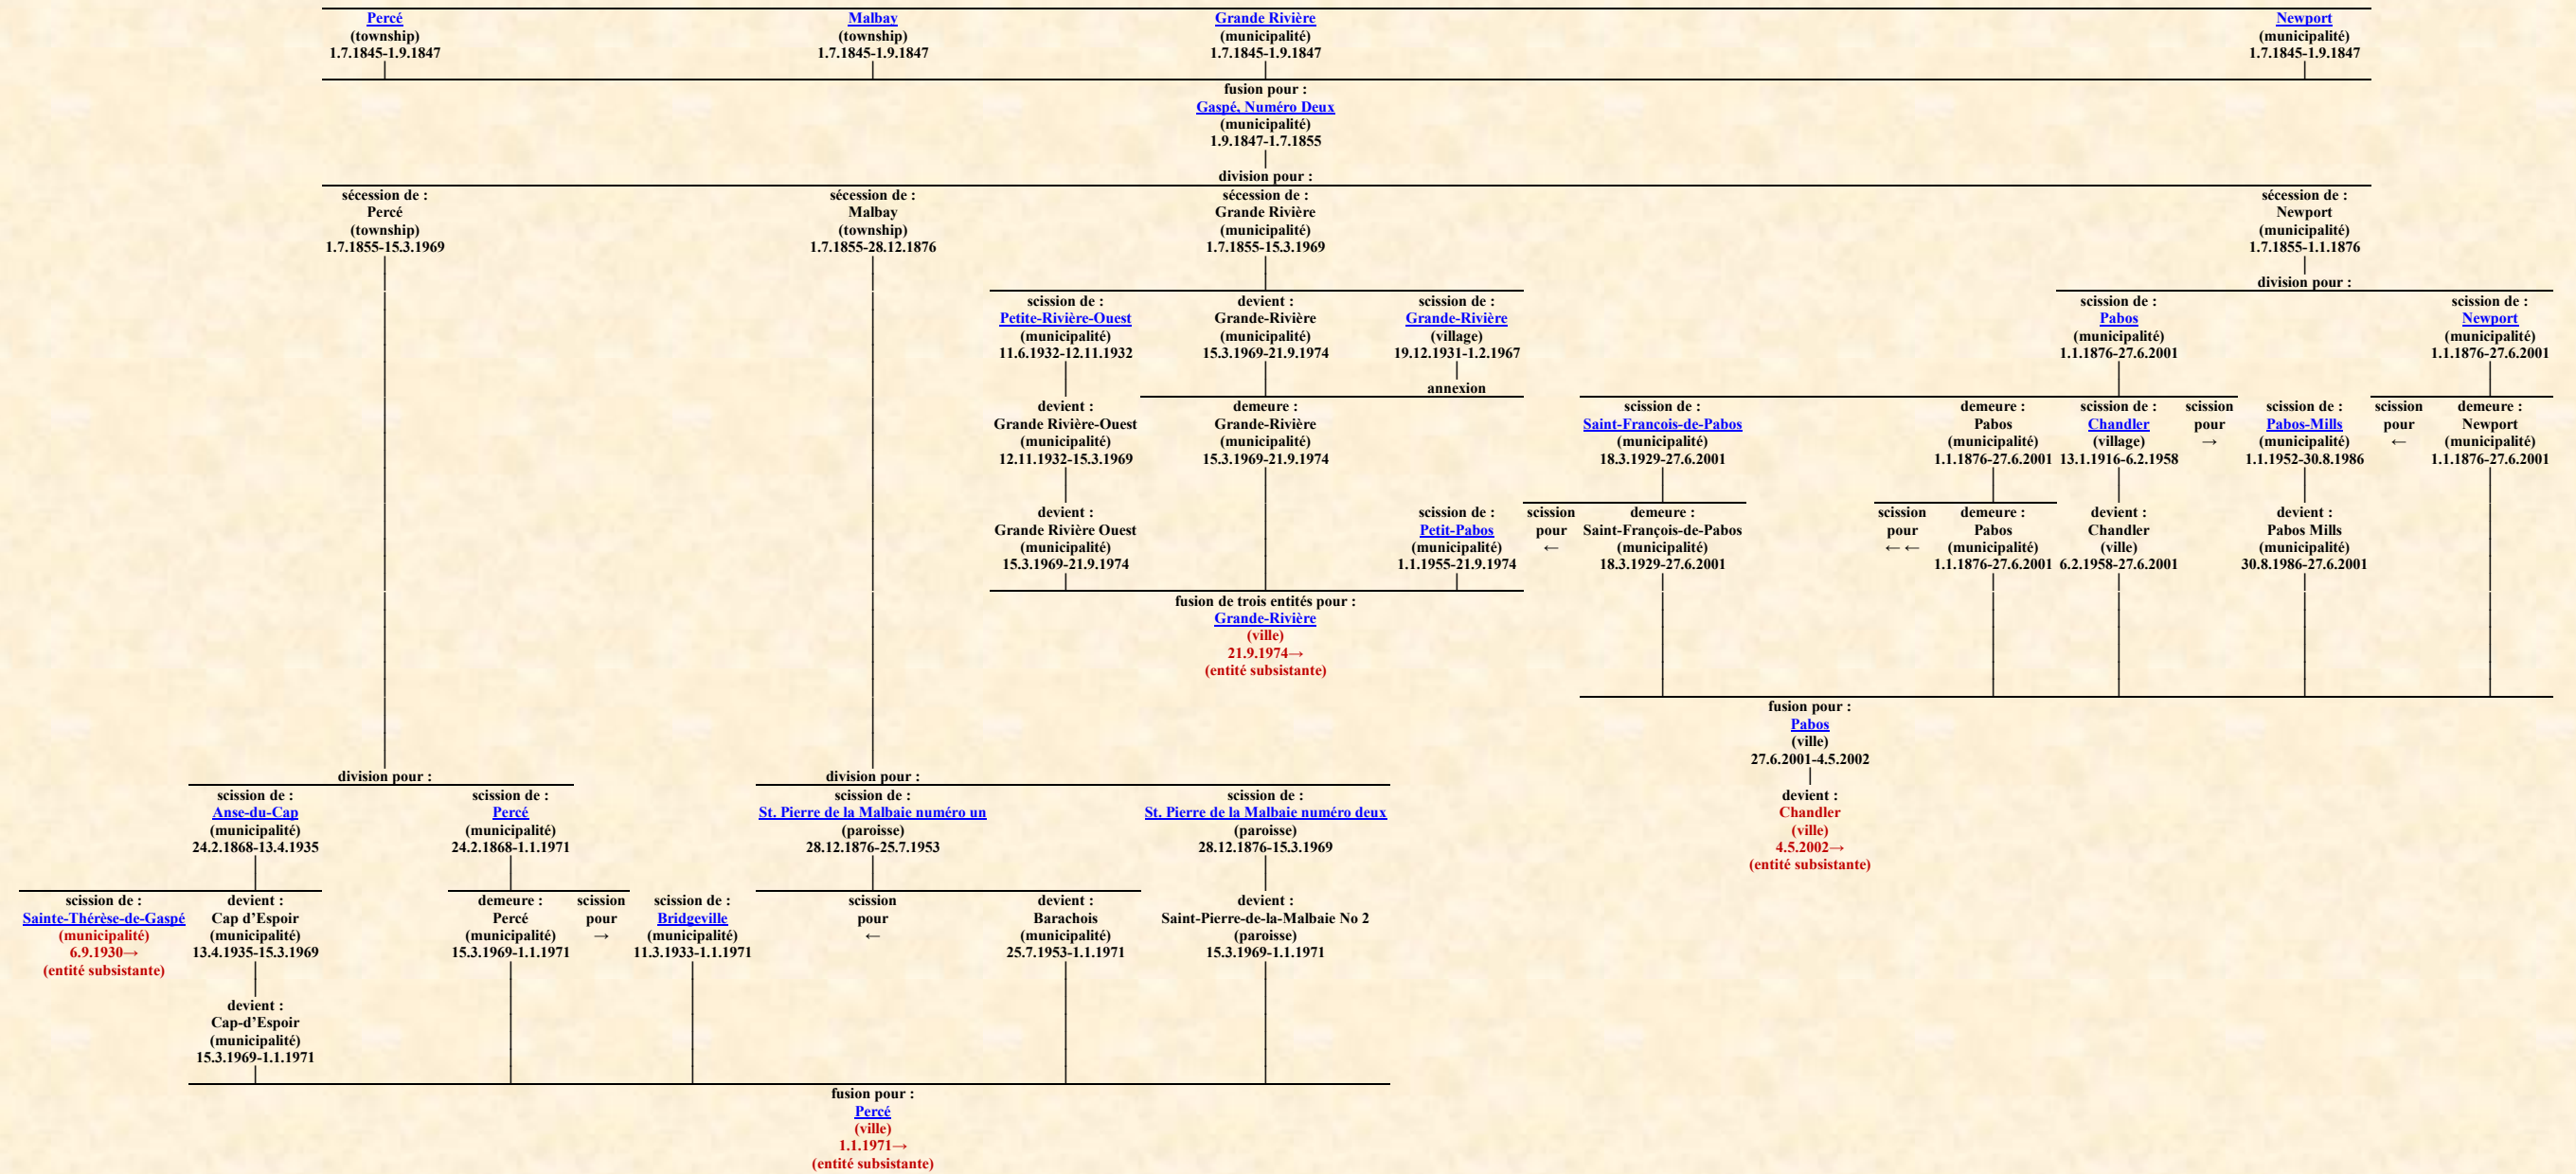 Percé
(township)
1.7.1845-1.9.1847
Malbay
(township)
1.7.1845-1.9.1847
Grande Rivière
(municipalité)
1.7.1845-1.9.1847
Newport
(municipalité)
1.7.1845-1.9.1847
fusion pour :
Gaspé, Numéro Deux
(municipalité)
1.9.1847-1.7.1855
division pour :
sécession de :
Percé
(township)
1.7.1855-15.3.1969
sécession de :
Malbay
(township)
1.7.1855-28.12.1876
sécession de :
Grande Rivière
(municipalité)
1.7.1855-15.3.1969
sécession de :
Newport
(municipalité)
1.7.1855-1.1.1876
division pour :
scission de :
Petite-Rivière-Ouest
(municipalité)
11.6.1932-12.11.1932
devient :
Grande-Rivière
(municipalité)
15.3.1969-21.9.1974
scission de :
Grande-Rivière
(village)
19.12.1931-1.2.1967
annexion
scission de :
Pabos
(municipalité)
1.1.1876-27.6.2001
scission de :
Newport
(municipalité)
1.1.1876-27.6.2001
devient :
Grande Rivière-Ouest
(municipalité)
12.11.1932-15.3.1969
demeure :
Grande-Rivière
(municipalité)
15.3.1969-21.9.1974
scission de :
Saint-François-de-Pabos
(municipalité)
18.3.1929-27.6.2001
demeure :
Pabos
(municipalité)
1.1.1876-27.6.2001
scission de :
Chandler
(village)
13.1.1916-6.2.1958
scission
pour
→
scission de :
Pabos-Mills
(municipalité)
1.1.1952-30.8.1986
scission
pour
←
demeure :
Newport
(municipalité)
1.1.1876-27.6.2001
devient :
Grande Rivière Ouest
(municipalité)
15.3.1969-21.9.1974
scission de :
Petit-Pabos
(municipalité)
1.1.1955-21.9.1974
scission
pour
←
demeure :
Saint-François-de-Pabos
(municipalité)
18.3.1929-27.6.2001
scission
pour
← ←
demeure :
Pabos
(municipalité)
1.1.1876-27.6.2001
devient :
Chandler
(ville)
6.2.1958-27.6.2001
devient :
Pabos Mills
(municipalité)
30.8.1986-27.6.2001
fusion de trois entités pour :
Grande-Rivière
(ville)
21.9.1974→
(entité subsistante)
fusion pour :
Pabos
(ville)
27.6.2001-4.5.2002
devient :
Chandler
(ville)
4.5.2002→
(entité subsistante)
division pour :
scission de :
Anse-du-Cap
(municipalité)
24.2.1868-13.4.1935
scission de :
Percé
(municipalité)
24.2.1868-1.1.1971
division pour :
scission de :
St. Pierre de la Malbaie numéro un
(paroisse)
28.12.1876-25.7.1953
scission de :
St. Pierre de la Malbaie numéro deux
(paroisse)
28.12.1876-15.3.1969
scission de :
Sainte-Thérèse-de-Gaspé
(municipalité)
6.9.1930→
(entité subsistante)
devient :
Cap d’Espoir
(municipalité)
13.4.1935-15.3.1969
demeure :
Percé
(municipalité)
15.3.1969-1.1.1971
scission
pour
→
scission de :
Bridgeville
(municipalité)
11.3.1933-1.1.1971
scission
pour
←
devient :
Barachois
(municipalité)
25.7.1953-1.1.1971
devient :
Saint-Pierre-de-la-Malbaie No 2
(paroisse)
15.3.1969-1.1.1971
devient :
Cap-d’Espoir
(municipalité)
15.3.1969-1.1.1971
fusion pour :
Percé
(ville)
1.1.1971→
(entité subsistante)